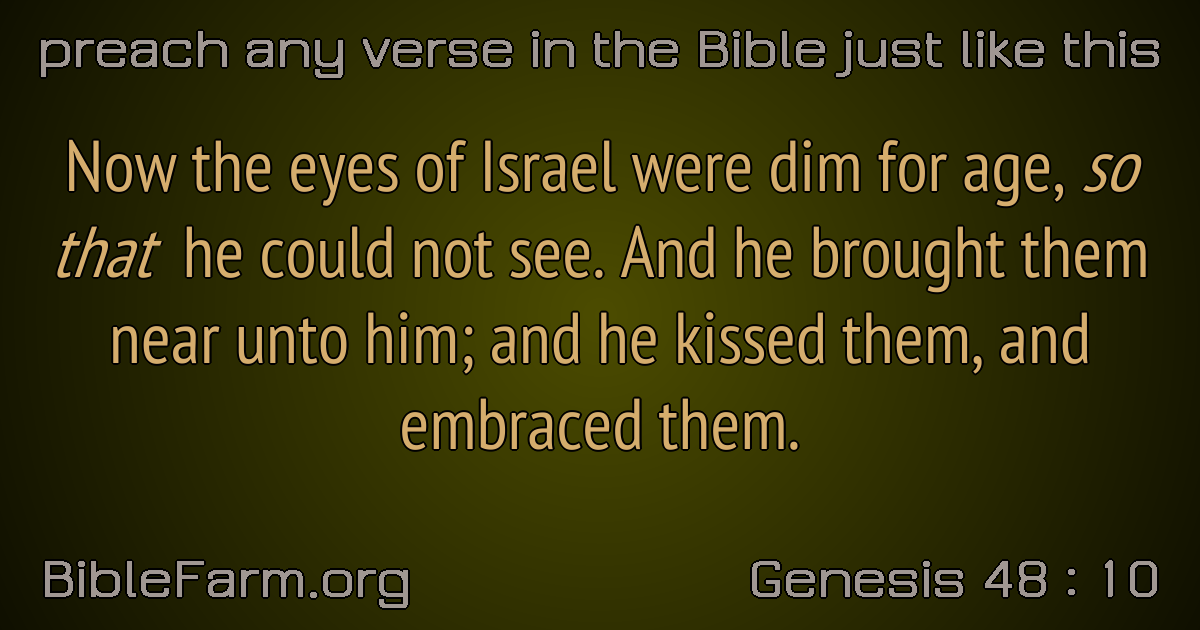 preach any verse in the Bible just like this
Now the eyes of Israel were dim for age, so
that he could not see. And he brought them
near unto him; and he kissed them, and
embraced them.
BibleFarm.org
Genesis 48 : 10